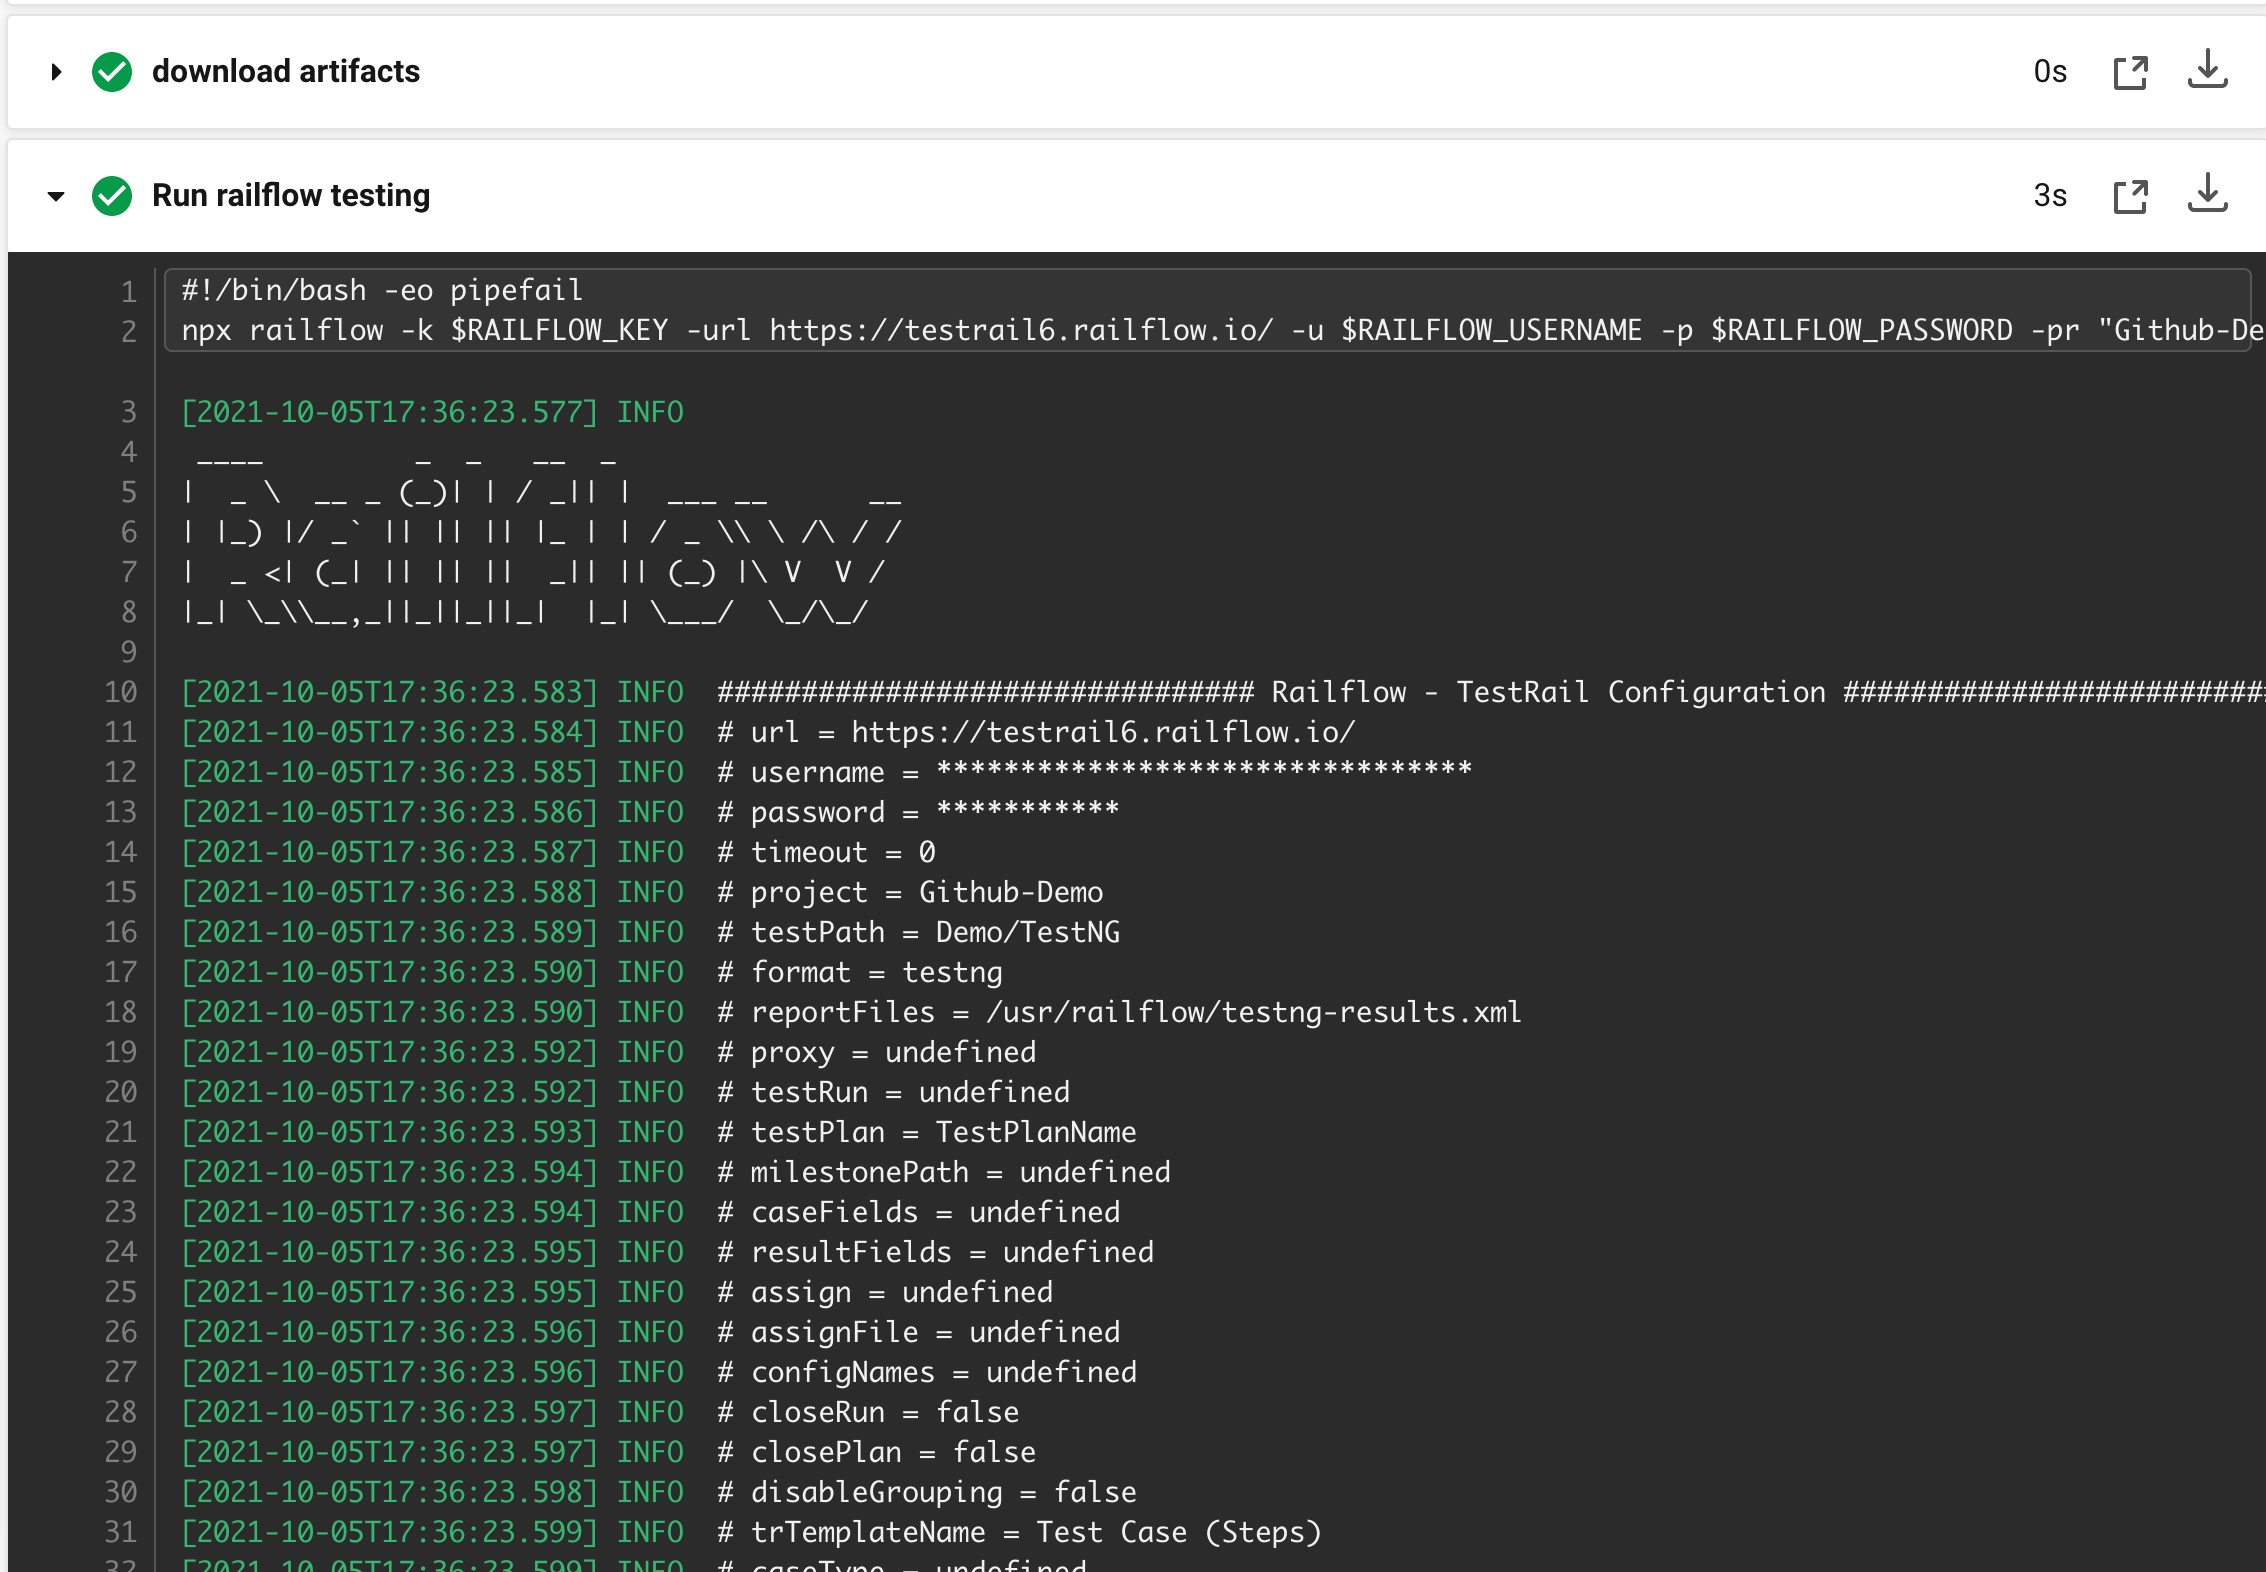 download artifacts 0s
Run railflow testing 3s
1 #!/bin/bash -eo pipefail
2 npx railflow -k $RAILFLOW_KEY -url https://testrail6.railflow.io/ -u $RAILFLOW_USERNAME -p $RAILFLOW_PASSWORD -pr "Github-De
3 [2021-10-05T17:36:23.577] INFO
4  ____         _  _   __  _
5 |  _ \  __ _ (_)| | / _|| |  ___ __      __
6 | |_) |/ _` || || || |_ | | / _ \\ \ /\ / /
7 |  _ <| (_| || || ||  _|| || (_) |\ V  V /
8 |_| \_\\__,_||_||_||_|  |_| \___/  \_/\_/
9
10 [2021-10-05T17:36:23.583] INFO  ################################ Railflow - TestRail Configuration #########################
11 [2021-10-05T17:36:23.584] INFO  # url = https://testrail6.railflow.io/
12 [2021-10-05T17:36:23.585] INFO  # username = ********************************
13 [2021-10-05T17:36:23.586] INFO  # password = ***********
14 [2021-10-05T17:36:23.587] INFO  # timeout = 0
15 [2021-10-05T17:36:23.588] INFO  # project = Github-Demo
16 [2021-10-05T17:36:23.589] INFO  # testPath = Demo/TestNG
17 [2021-10-05T17:36:23.590] INFO  # format = testng
18 [2021-10-05T17:36:23.590] INFO  # reportFiles = /usr/railflow/testng-results.xml
19 [2021-10-05T17:36:23.592] INFO  # proxy = undefined
20 [2021-10-05T17:36:23.592] INFO  # testRun = undefined
21 [2021-10-05T17:36:23.593] INFO  # testPlan = TestPlanName
22 [2021-10-05T17:36:23.594] INFO  # milestonePath = undefined
23 [2021-10-05T17:36:23.594] INFO  # caseFields = undefined
24 [2021-10-05T17:36:23.595] INFO  # resultFields = undefined
25 [2021-10-05T17:36:23.595] INFO  # assign = undefined
26 [2021-10-05T17:36:23.596] INFO  # assignFile = undefined
27 [2021-10-05T17:36:23.596] INFO  # configNames = undefined
28 [2021-10-05T17:36:23.597] INFO  # closeRun = false
29 [2021-10-05T17:36:23.597] INFO  # closePlan = false
30 [2021-10-05T17:36:23.598] INFO  # disableGrouping = false
31 [2021-10-05T17:36:23.599] INFO  # trTemplateName = Test Case (Steps)
32 [2021-10-05T17:36:23.599] INFO  # caseType = undefined